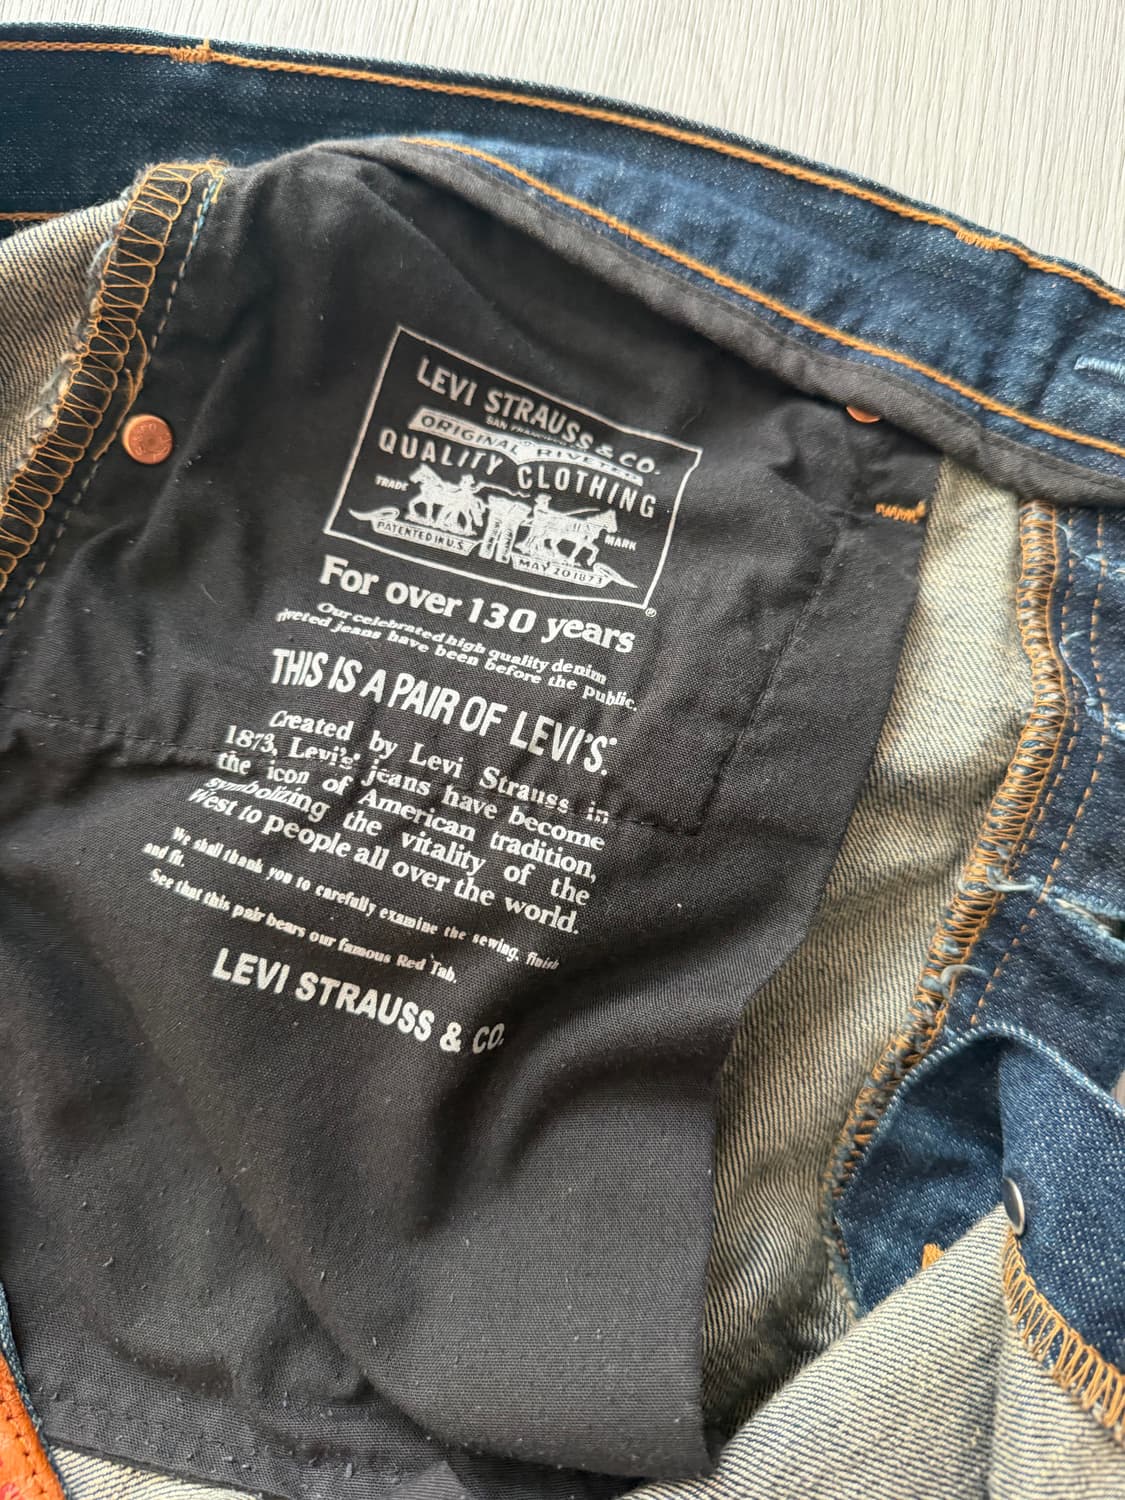 LEVI STRAUSS & CO.
SAN
ORIGINAL RIVETED
QUALITY CLOTHING
TRADE MARK
PATENTED IN U.S. MAY 20 1873
®
For over 130 years
Our celebrated high quality denim
riveted jeans have been before the public.
THIS IS A PAIR OF LEVI'S.
Created by Levi Strauss in
1873, Levi's jeans have become
the icon of American tradition,
symbolizing the vitality of the
West to people all over the world.
We shall thank you to carefully examine the sewing, finish
and fit.
See that this pair bears our famous Red Tab.
LEVI STRAUSS & CO.